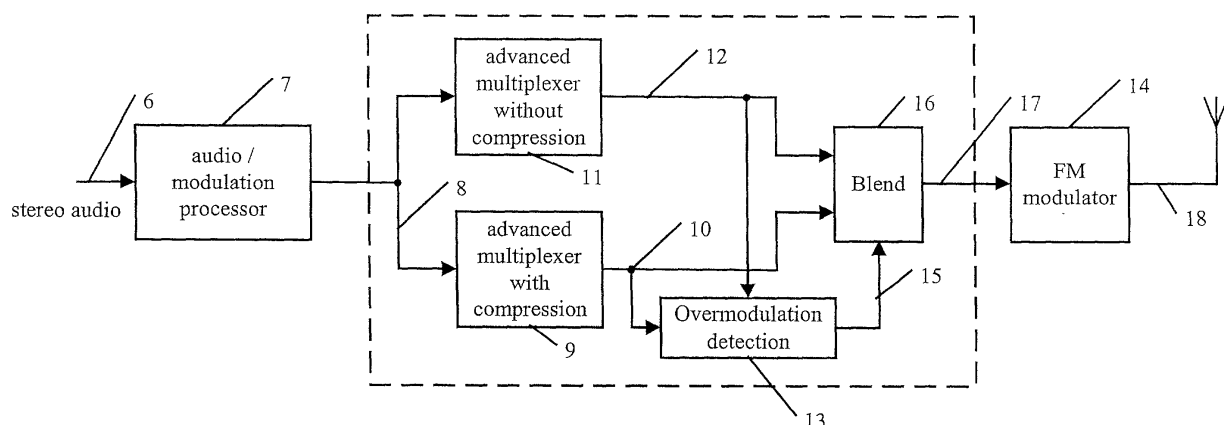 6
stereo audio
7
audio /
modulation
processor
8
advanced
multiplexer
without
compression
11
12
advanced
multiplexer
with
compression
9
10
Overmodulation
detection
13
15
16
Blend
17
14
FM
modulator
18